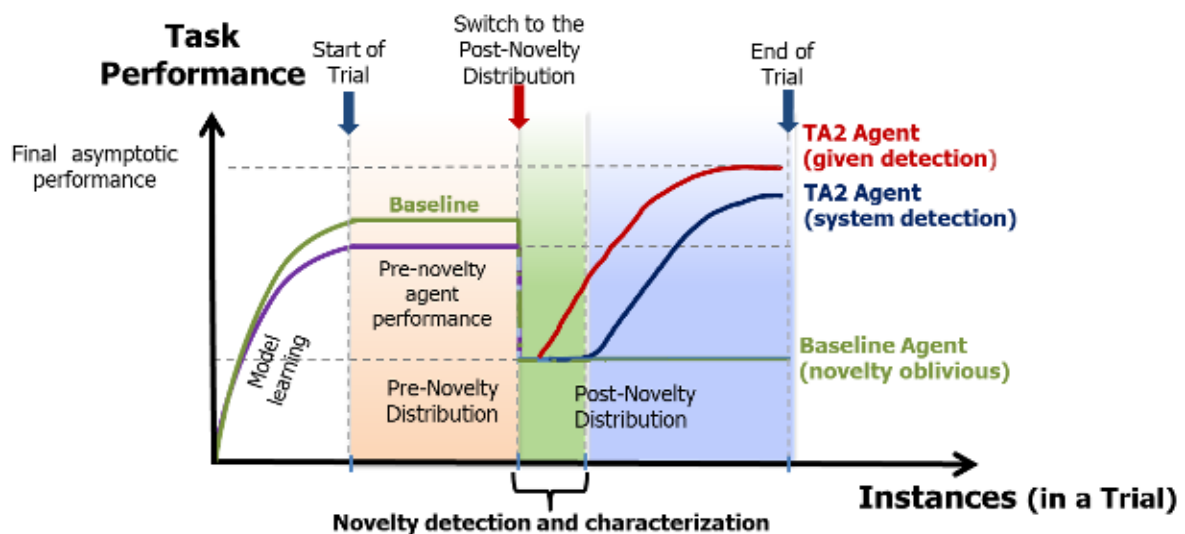 Task
Performance
Start of
Trial
Switch to the
Post-Novelty
Distribution
End of
Trial
Final asymptotic
performance
Baseline
TA2 Agent
(given detection)
TA2 Agent
(system detection)
Pre-novelty
agent
performance
Model
learning
Baseline Agent
(novelty oblivious)
Pre-Novelty
Distribution
Post-Novelty
Distribution
Instances (in a Trial)
Novelty detection and characterization